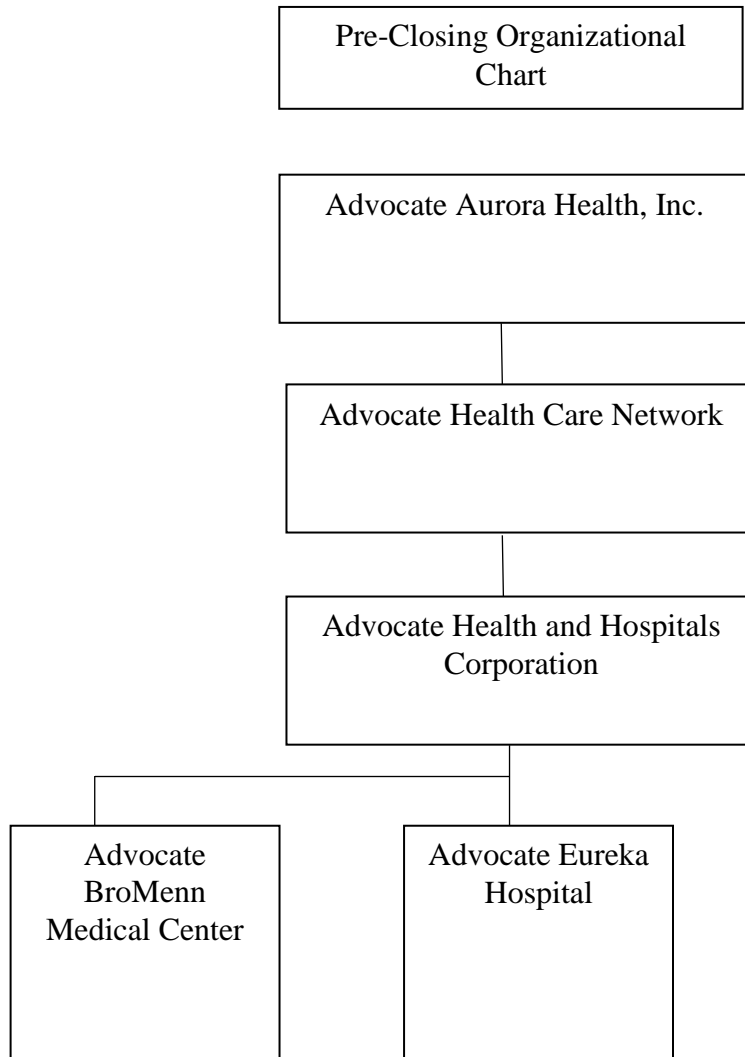 Pre-Closing Organizational
Chart
Advocate Aurora Health, Inc.
Advocate Health Care Network
Advocate Health and Hospitals
Corporation
Advocate
BroMenn
Medical Center
Advocate Eureka
Hospital